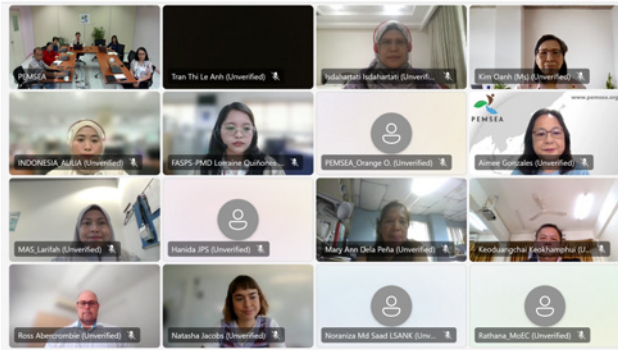 PEMSEA
Tran Thi Le Anh (Unverified)
Isdahartati Isdahartati (Unverifi...
Kim Oanh (Ms) (Unverified)
INDONESIA_AULIA (Unverified)
FASPS-PMD Lorraine Quiñones ...
PEMSEA_Orange O. (Unverified)
PEMSEA
www.pemsea.org
Aimee Gonzales (Unverified)
MAS_Larifah (Unverified)
Hanida JPS (Unverified)
Mary Ann Dela Peña (Unverified)
Keoduangchai Keokhamphui (U...
Ross Abercrombie (Unverified)
Natasha Jacobs (Unverified)
Noraniza Md Saad LSANK (Unv...
Rathana_MoEC (Unverified)